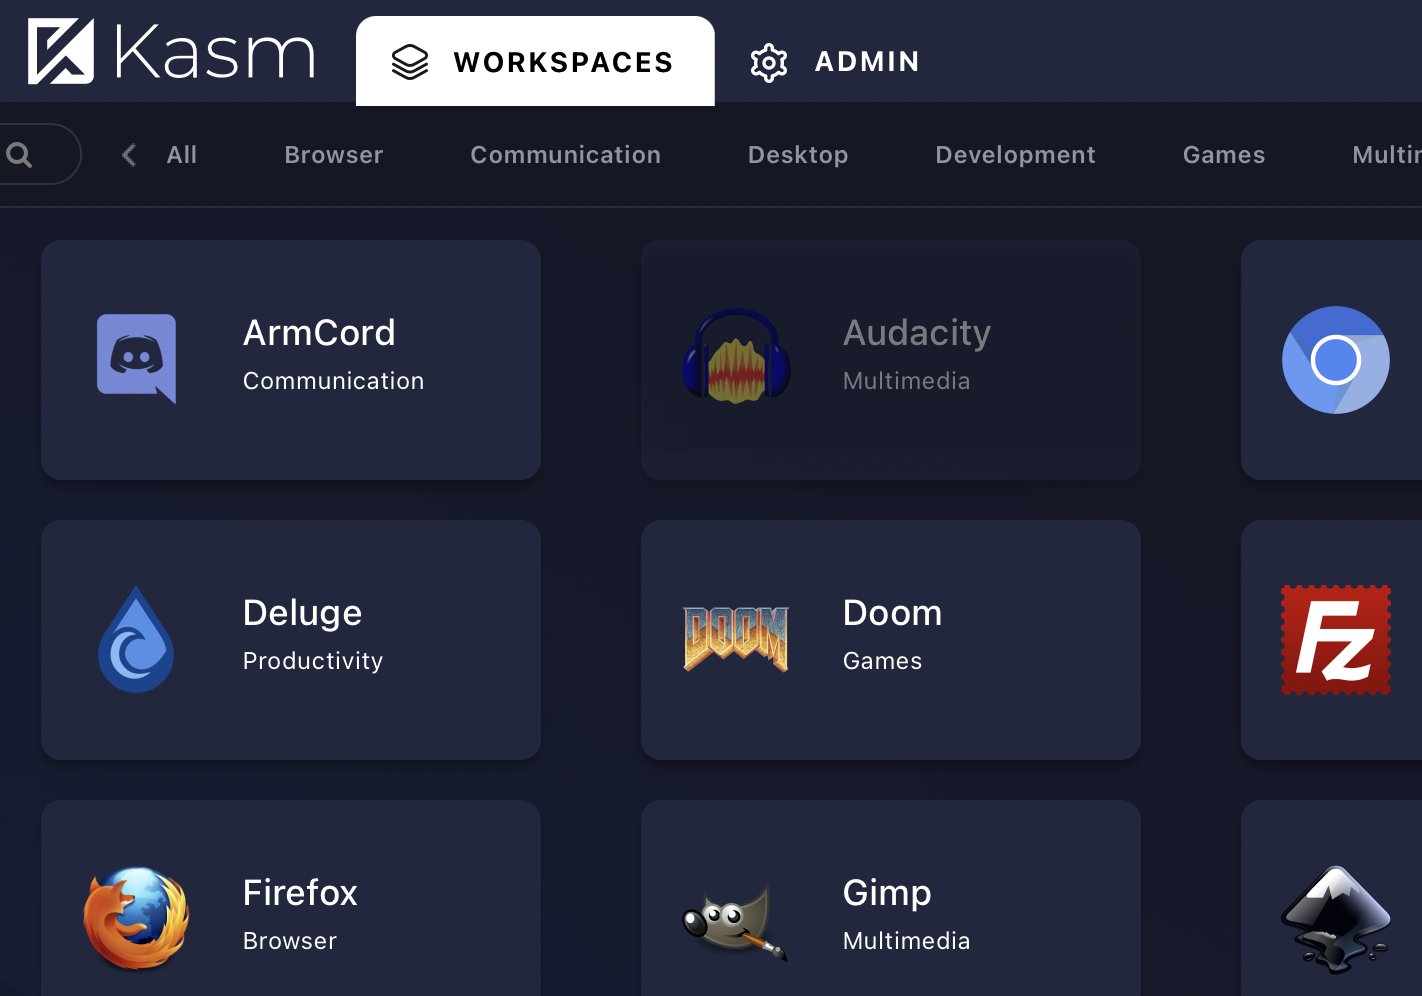 Kasm WORKSPACES ADMIN
All Browser Communication Desktop Development Games
ArmCord
Communication
Audacity
Multimedia
Deluge
Productivity
DOOM
Doom
Games
Fz
Firefox
Browser
Gimp
Multimedia